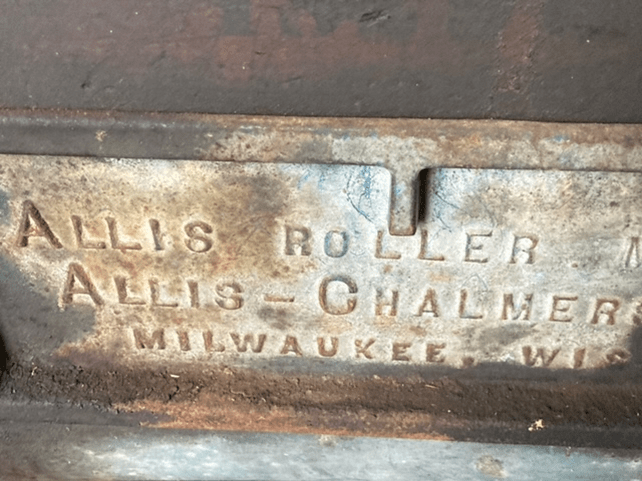 ALLIS ROLLER M
ALLIS-CHALMERS
MILWAUKEE, WIS